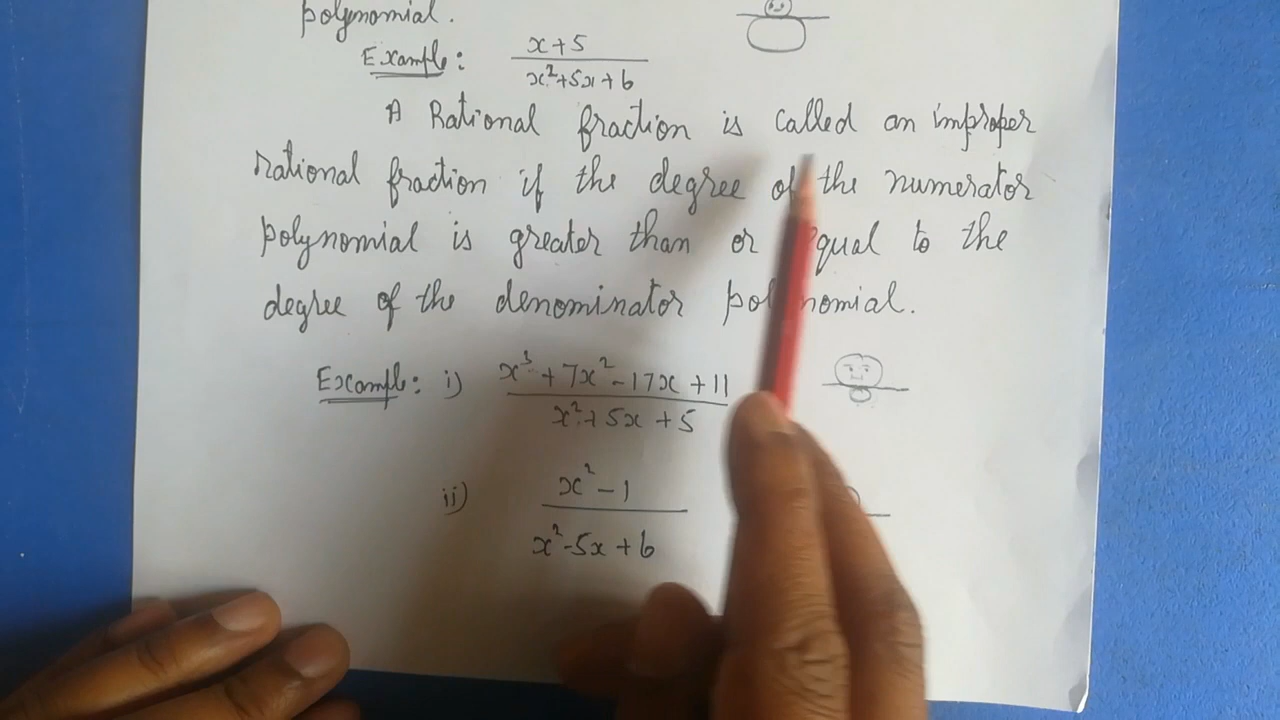 polynomial.
Example: x+5 / x²+5x+6
A Rational fraction is called an improper
rational fraction if the degree of the numerator
polynomial is greater than or equal to the
degree of the denominator polynomial.
Example: i) x³+7x²-17x+11 / x²+5x+5
ii) x²-1 / x²-5x+6